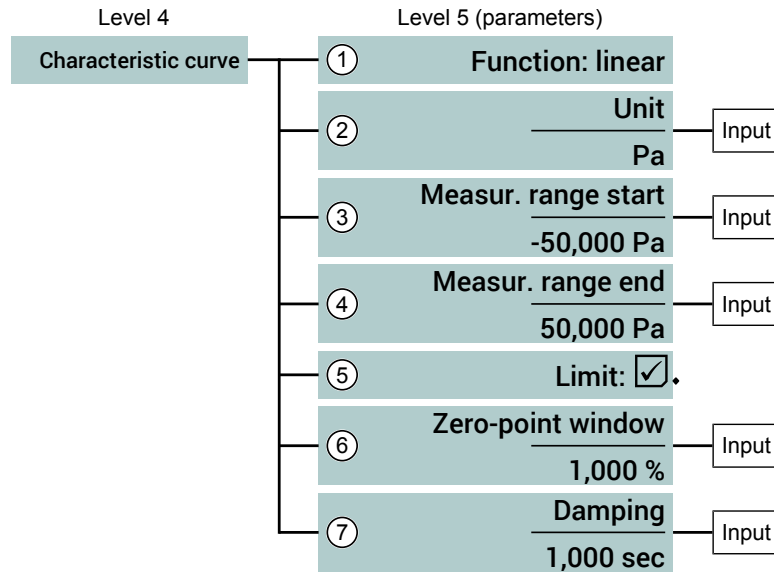 Level 4
Level 5 (parameters)
Characteristic curve
1 Function: linear
2 Unit
Pa
Input
3 Measur. range start
-50,000 Pa
Input
4 Measur. range end
50,000 Pa
Input
5 Limit: ☑.
6 Zero-point window
1,000 %
Input
7 Damping
1,000 sec
Input